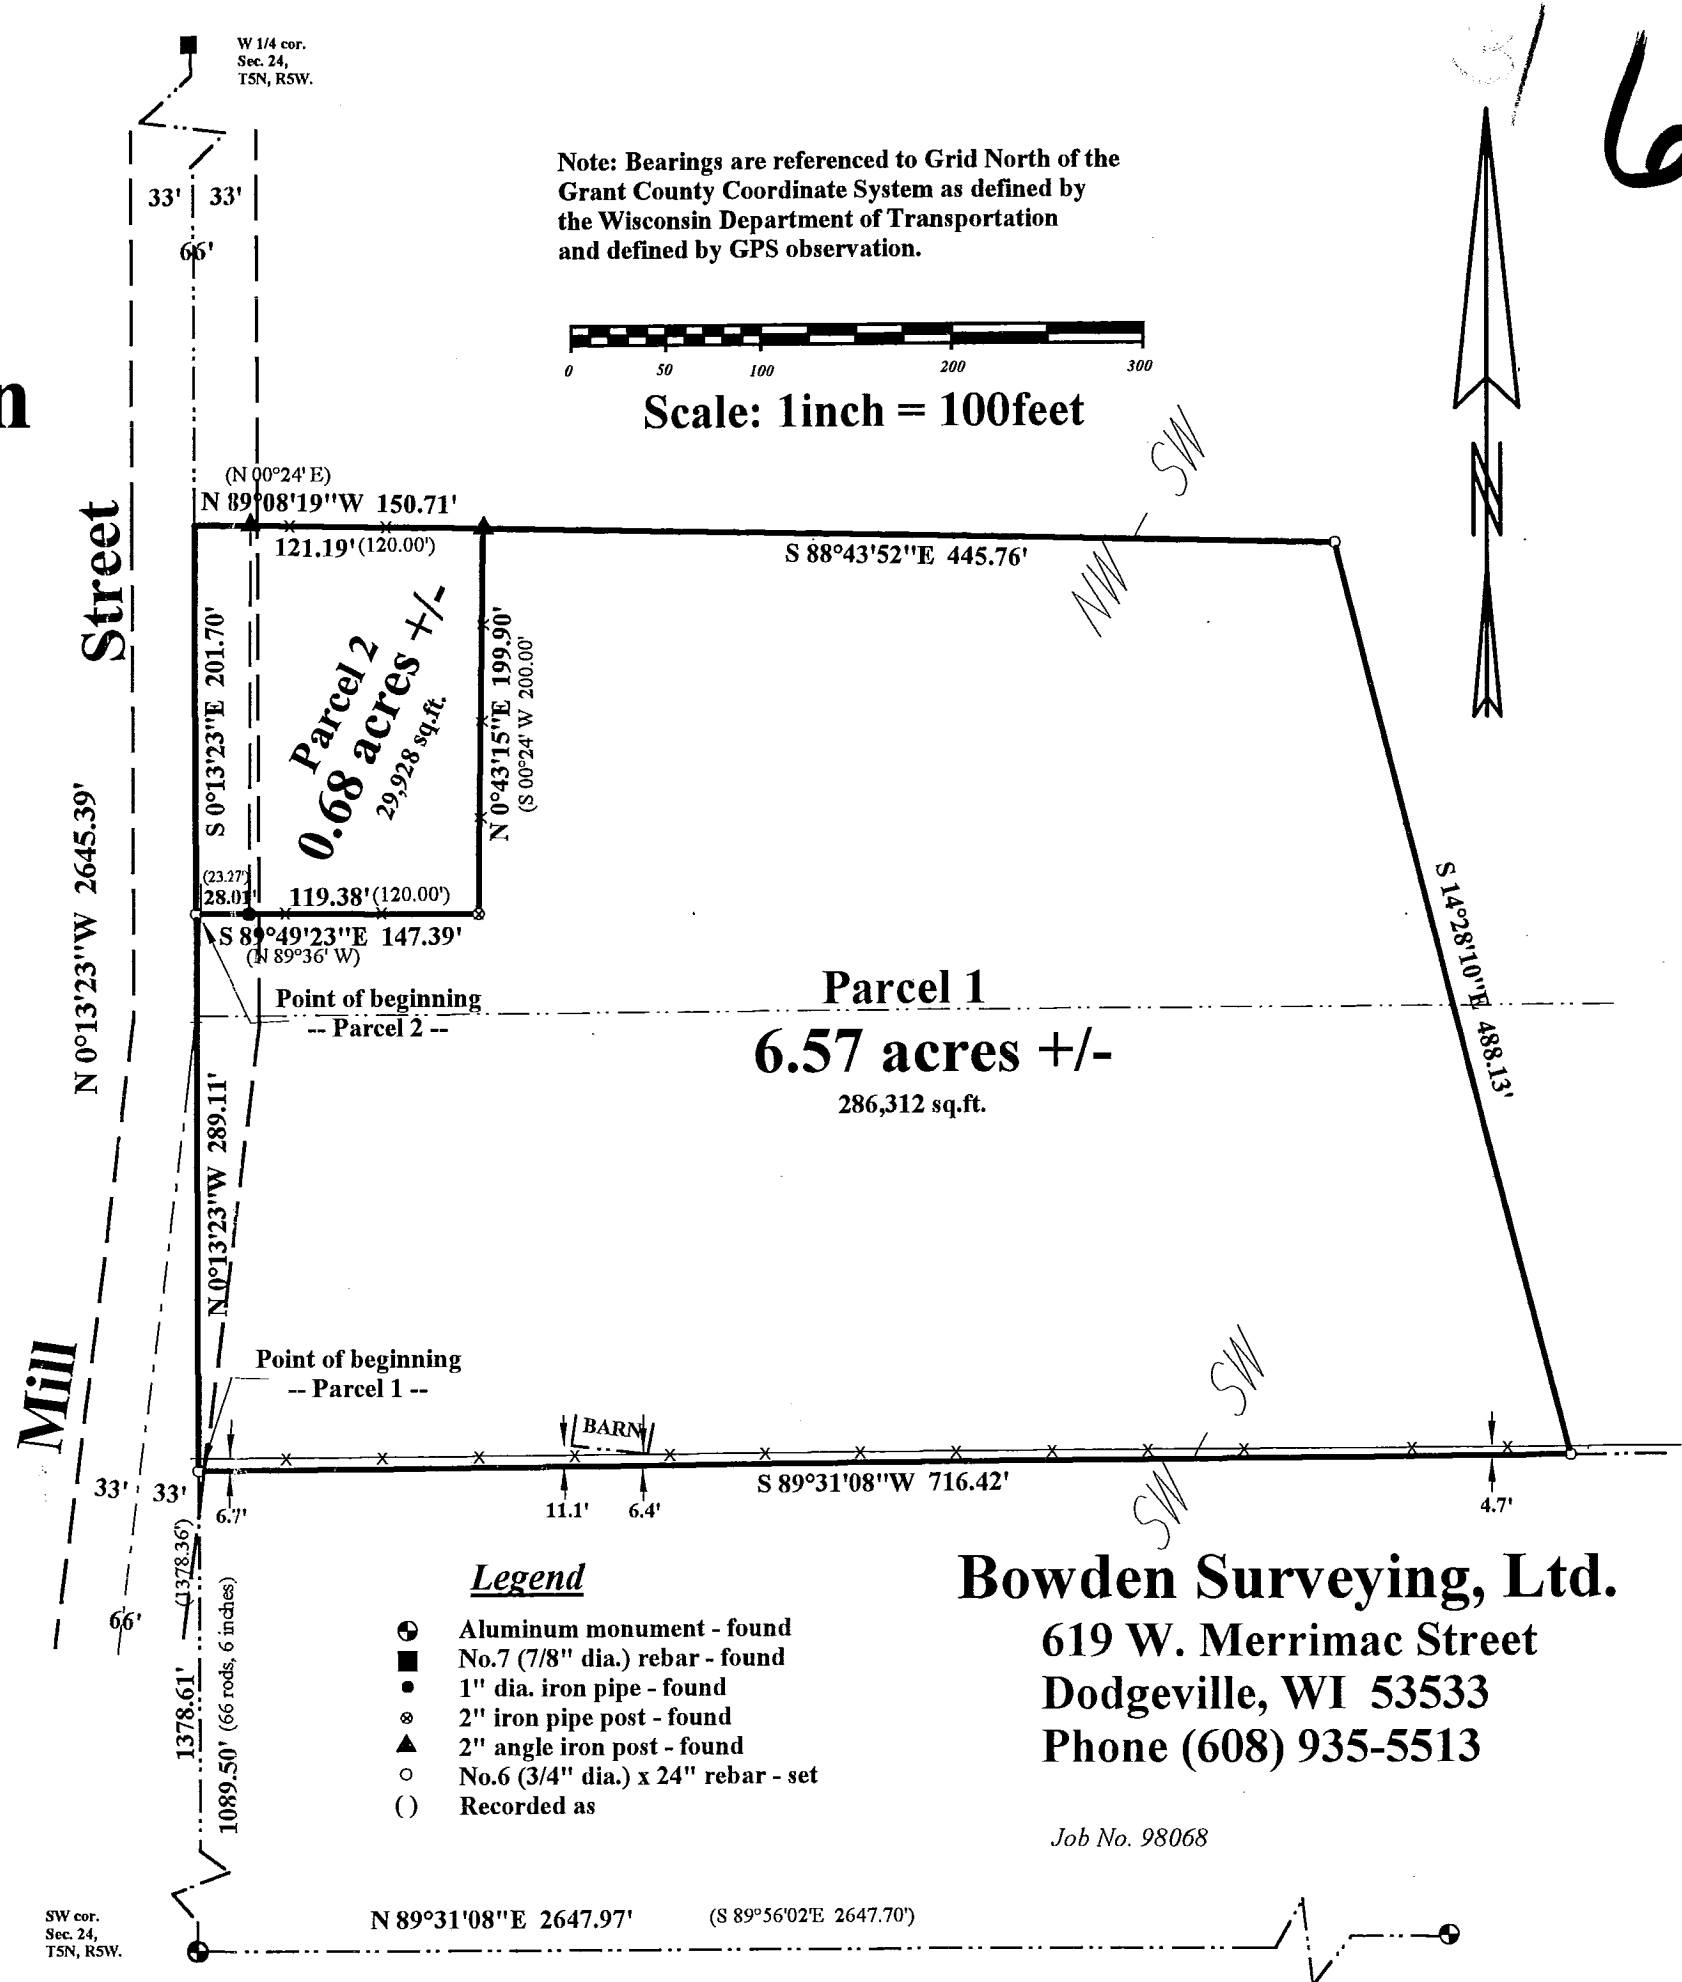 W 1/4 cor.
Sec. 24,
T5N, R5W.
33' 33'
66'
Note: Bearings are referenced to Grid North of the
Grant County Coordinate System as defined by
the Wisconsin Department of Transportation
and defined by GPS observation.
6
0 50 100 200 300
Scale: 1inch = 100feet
n
N
SW
NW
(N 00°24' E)
N 89°08'19"W 150.71'
121.19' (120.00')
S 88°43'52"E 445.76'
Street
S 0°13'23"E 201.70'
Parcel 2
0.68 acres +/-
29,928 sq.ft.
N 0°43'15"E 199.90'
(S 00°24' W 200.00'
N 0°13'23"W 2645.39'
(23.27')
28.01'
119.38' (120.00')
S 89°49'23"E 147.39'
(N 89°36' W)
Point of beginning
-- Parcel 2 --
S 14°28'10"E 488.13'
Parcel 1
6.57 acres +/-
286,312 sq.ft.
N 0°13'23"W 289.11'
Mill
Point of beginning
-- Parcel 1 --
BARN
SW
SW
S 89°31'08"W 716.42'
33' 33'
6.7'
11.1'
6.4'
4.7'
(1378.36')
66'
1378.61'
1089.50' (66 rods, 6 inches)
Legend
Aluminum monument - found
No.7 (7/8" dia.) rebar - found
1" dia. iron pipe - found
2" iron pipe post - found
2" angle iron post - found
No.6 (3/4" dia.) x 24" rebar - set
( ) Recorded as
Bowden Surveying, Ltd.
619 W. Merrimac Street
Dodgeville, WI 53533
Phone (608) 935-5513
Job No. 98068
SW cor.
Sec. 24,
T5N, R5W.
N 89°31'08"E 2647.97' (S 89°56'02'E 2647.70')